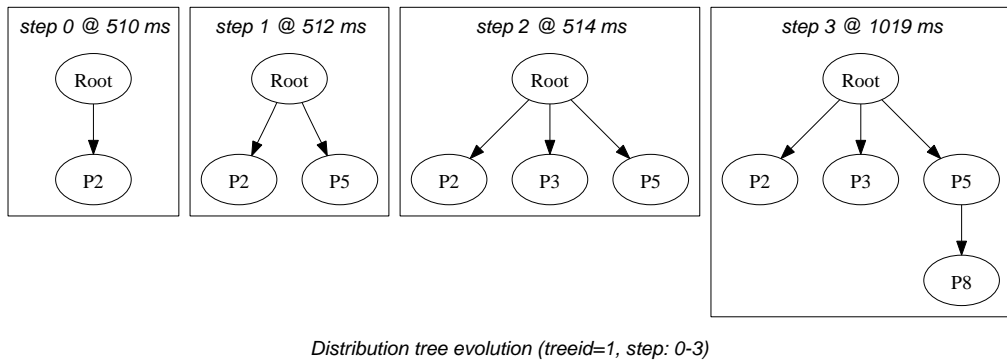 step 0 @ 510 ms
Root
P2
step 1 @ 512 ms
Root
P2 P5
step 2 @ 514 ms
Root
P2 P3 P5
step 3 @ 1019 ms
Root
P2 P3 P5
P8
Distribution tree evolution (treeid=1, step: 0-3)